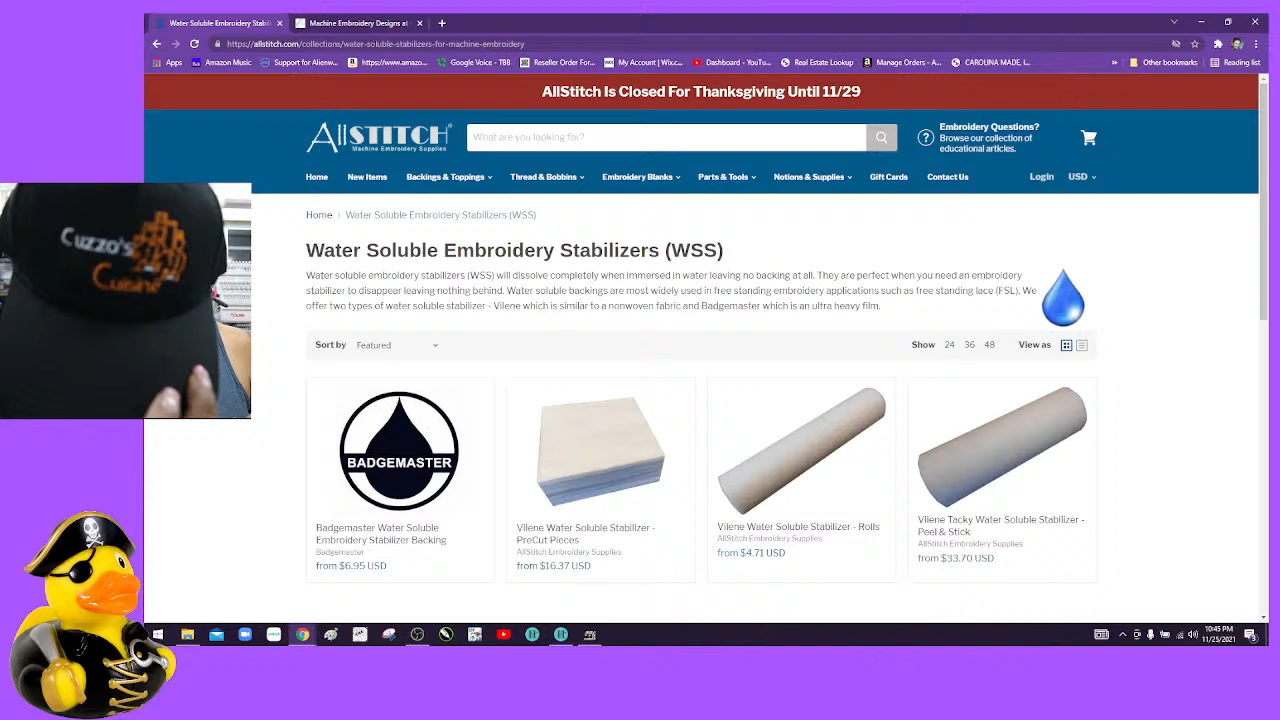 Water Soluble Embroidery Stabil
Machine Embroidery Designs at
https://allstitch.com/collections/water-soluble-stabilizers-for-machine-embroidery
Apps
Amazon Music
Support for Alienw...
https://www.amazo...
Google Voice - T88
Reseller Order For...
My Account | Wix.c...
Dashboard - YouTu...
Real Estate Lookup
Manage Orders - A...
CAROLINA MADE, I...
»
Other bookmarks
Reading list
AllStitch Is Closed For Thanksgiving Until 11/29
AllSTITCH
Machine Embroidery Supplies
What are you looking for?
Embroidery Questions?
Browse our collection of
educational articles.
Home
New Items
Backings & Toppings
Thread & Bobbins
Embroidery Blanks
Parts & Tools
Notions & Supplies
Gift Cards
Contact Us
Login
USD
Home › Water Soluble Embroidery Stabilizers (WSS)
Water Soluble Embroidery Stabilizers (WSS)
Water soluble embroidery stabilizers (WSS) will dissolve completely when immersed in water leaving no backing at all. They are perfect when you need an embroidery
stabilizer to disappear leaving nothing behind. Water soluble backings are most widely used in free standing embroidery applications such as free standing lace (FSL). We
offer two types of water soluble stabilizer - Vilene which is similar to a nonwoven fabric and Badgemaster which is an ultra heavy film.
Sort by Featured
Show 24 36 48 View as
Cuzzo's
Cuisine
BADGEMASTER
Badgemaster Water Soluble
Embroidery Stabilizer Backing
Badgemaster
from $6.95 USD
Vilene Water Soluble Stabilizer -
PreCut Pieces
AllStitch Embroidery Supplies
from $16.37 USD
Vilene Water Soluble Stabilizer - Rolls
AllStitch Embroidery Supplies
from $4.71 USD
Vilene Tacky Water Soluble Stabilizer -
Peel & Stick
AllStitch Embroidery Supplies
from $33.70 USD
10:45 PM
11/25/2021